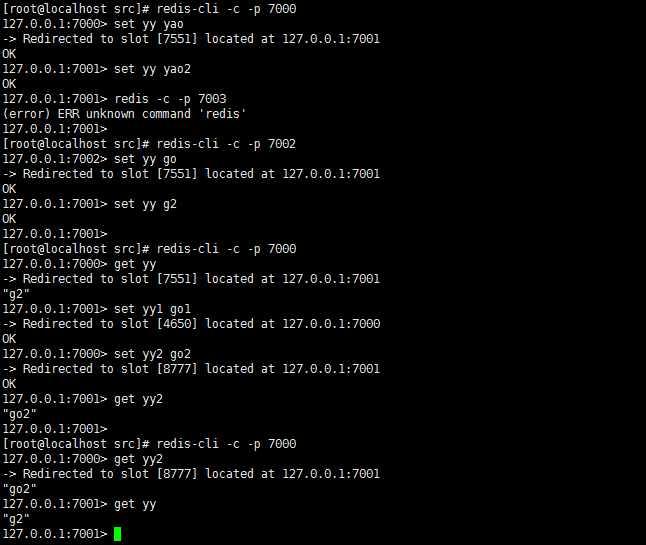 [root@localhost src]# redis-cli -c -p 7000
127.0.0.1:7000> set yy yao
-> Redirected to slot [7551] located at 127.0.0.1:7001
OK
127.0.0.1:7001> set yy yao2
OK
127.0.0.1:7001> redis -c -p 7003
(error) ERR unknown command 'redis'
127.0.0.1:7001>
[root@localhost src]# redis-cli -c -p 7002
127.0.0.1:7002> set yy go
-> Redirected to slot [7551] located at 127.0.0.1:7001
OK
127.0.0.1:7001> set yy g2
OK
127.0.0.1:7001>
[root@localhost src]# redis-cli -c -p 7000
127.0.0.1:7000> get yy
-> Redirected to slot [7551] located at 127.0.0.1:7001
"g2"
127.0.0.1:7001> set yy1 go1
-> Redirected to slot [4650] located at 127.0.0.1:7000
OK
127.0.0.1:7000> set yy2 go2
-> Redirected to slot [8777] located at 127.0.0.1:7001
OK
127.0.0.1:7001> get yy2
"go2"
127.0.0.1:7001>
[root@localhost src]# redis-cli -c -p 7000
127.0.0.1:7000> get yy2
-> Redirected to slot [8777] located at 127.0.0.1:7001
"go2"
127.0.0.1:7001> get yy
"g2"
127.0.0.1:7001>